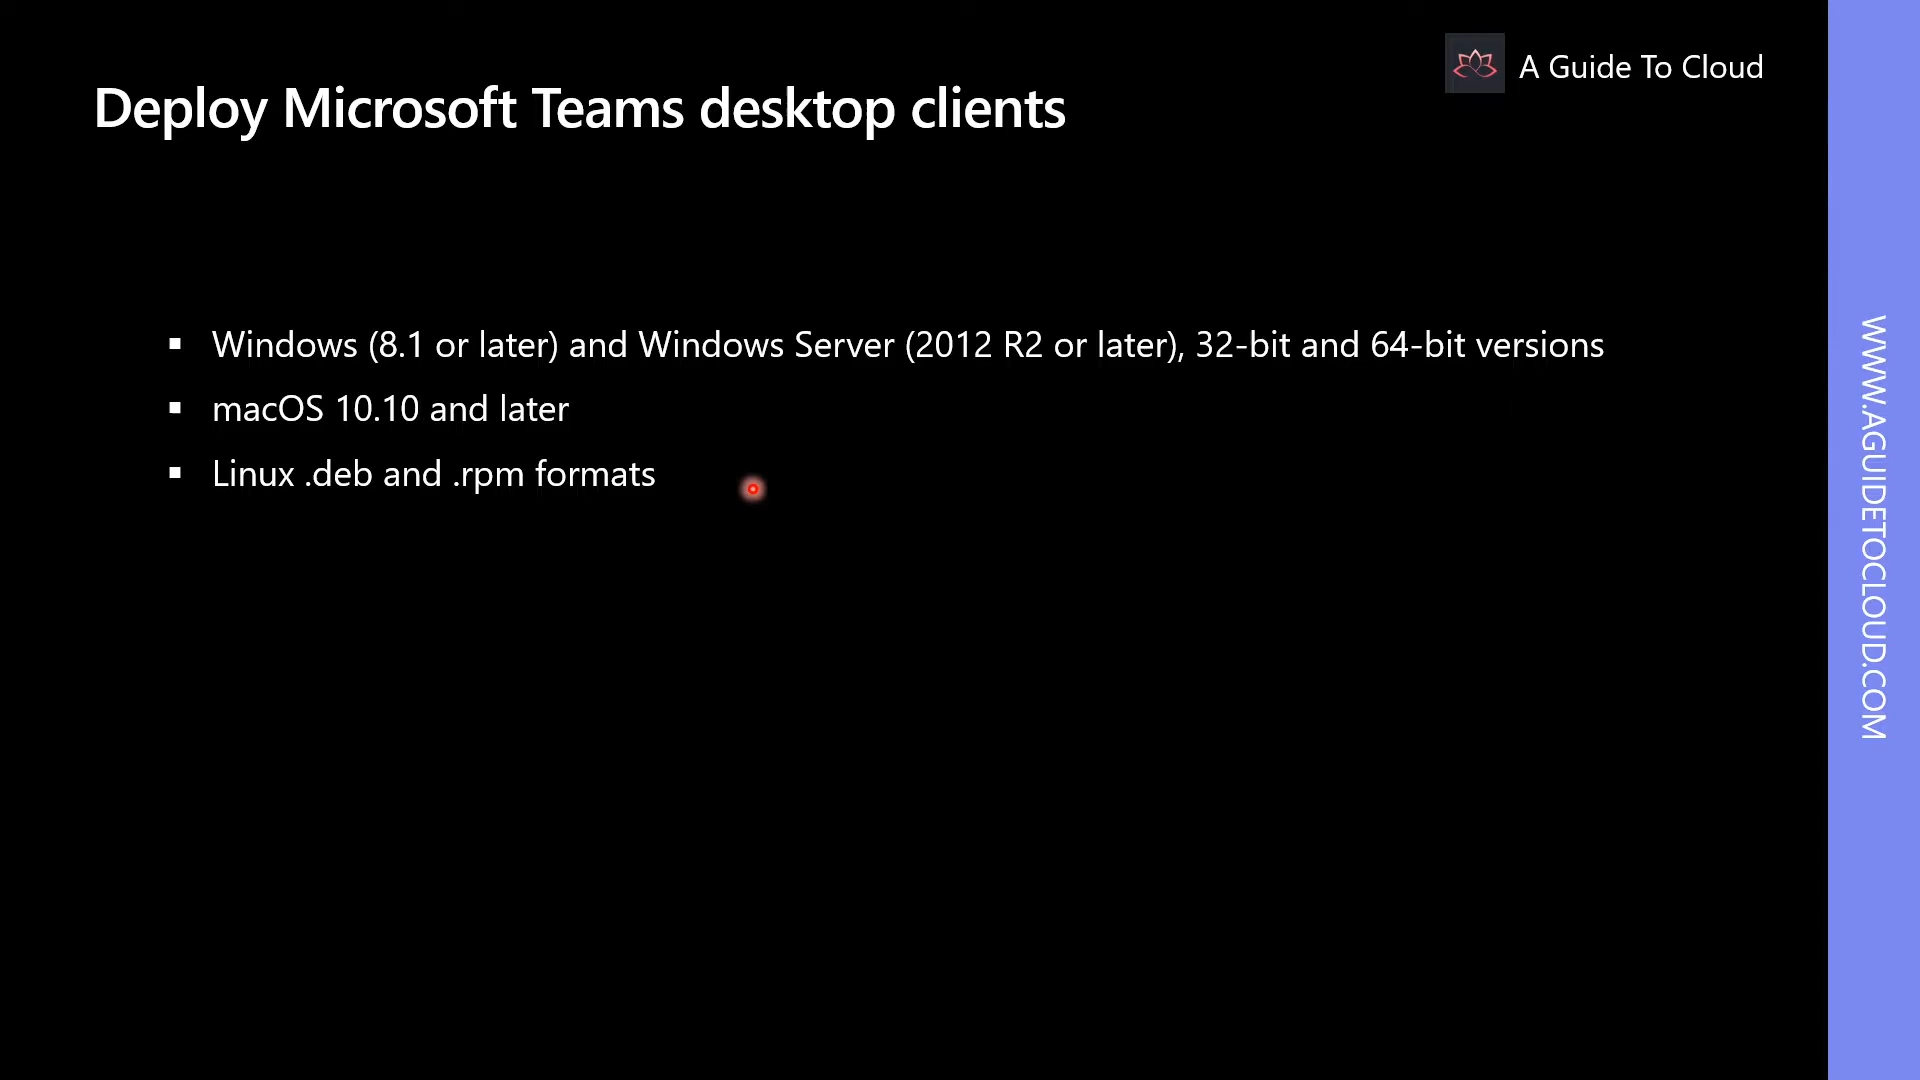 A Guide To Cloud
Deploy Microsoft Teams desktop clients
▪ Windows (8.1 or later) and Windows Server (2012 R2 or later), 32-bit and 64-bit versions
▪ macOS 10.10 and later
▪ Linux .deb and .rpm formats
WWW.AGUIDETOCLOUD.COM